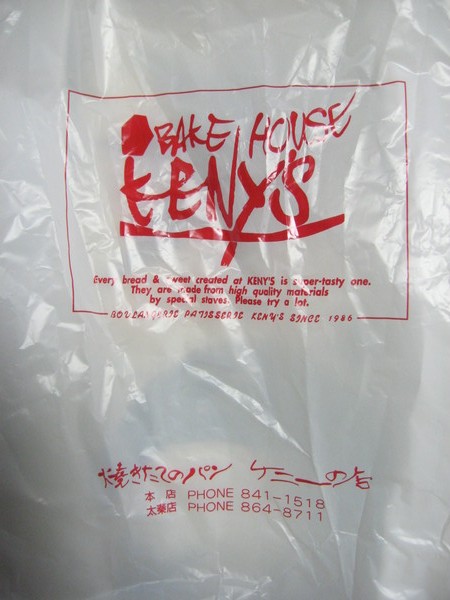 BAKE HOUSE
KENY'S
Every bread & sweet created at KENY'S is super-tasty one.
They are made from high quality materials
by special staves. Please try a lot.
BOULANGERIE PATISSERIE KENY'S SINCE 1986
焼きたてのパン ケニーの店
本店 PHONE 841-1518
太秦店 PHONE 864-8711